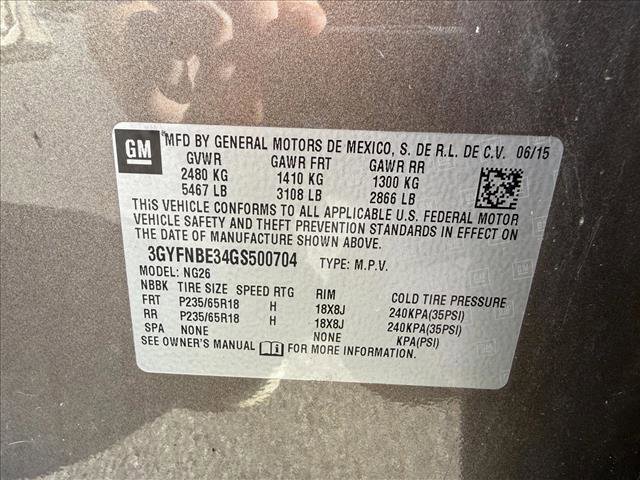 GM MFD BY GENERAL MOTORS DE MEXICO, S. DE R.L. DE C.V. 06/15
GVWR GAWR FRT GAWR RR
2480 KG 1410 KG 1300 KG
5467 LB 3108 LB 2866 LB
THIS VEHICLE CONFORMS TO ALL APPLICABLE U.S. FEDERAL MOTOR
VEHICLE SAFETY AND THEFT PREVENTION STANDARDS IN EFFECT ON
THE DATE OF MANUFACTURE SHOWN ABOVE.
3GYFNBE34GS500704 TYPE: M.P.V.
MODEL: NG26
NBBK TIRE SIZE SPEED RTG RIM COLD TIRE PRESSURE
FRT P235/65R18 H 18X8J 240KPA(35PSI)
RR P235/65R18 H 18X8J 240KPA(35PSI)
SPA NONE NONE KPA(PSI)
SEE OWNER'S MANUAL FOR MORE INFORMATION.